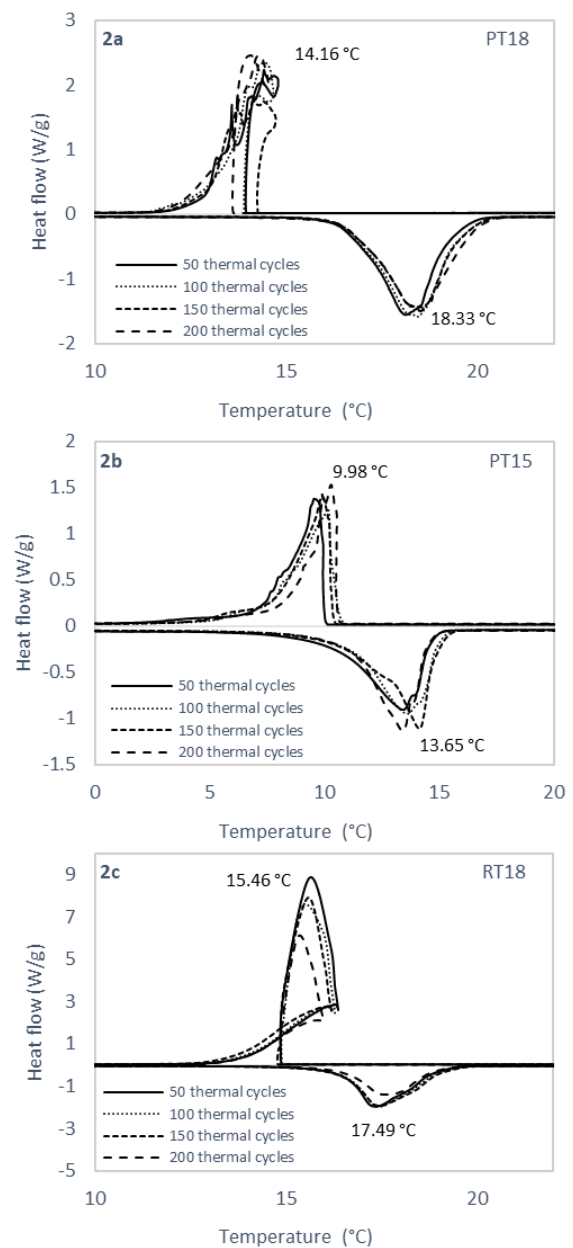 2a
PT18
14.16 °C
3
2
1
0
-1
-2
Heat flow (W/g)
50 thermal cycles
100 thermal cycles
150 thermal cycles
200 thermal cycles
18.33 °C
10 15 20
Temperature (°C)
2b
PT15
9.98 °C
2
1.5
1
0.5
0
-0.5
-1
-1.5
Heat flow (W/g)
50 thermal cycles
100 thermal cycles
150 thermal cycles
200 thermal cycles
13.65 °C
0 5 10 15 20
Temperature (°C)
2c
RT18
15.46 °C
9
7
5
3
1
-1
-3
-5
Heat flow (W/g)
50 thermal cycles
100 thermal cycles
150 thermal cycles
200 thermal cycles
17.49 °C
10 15 20
Temperature (°C)